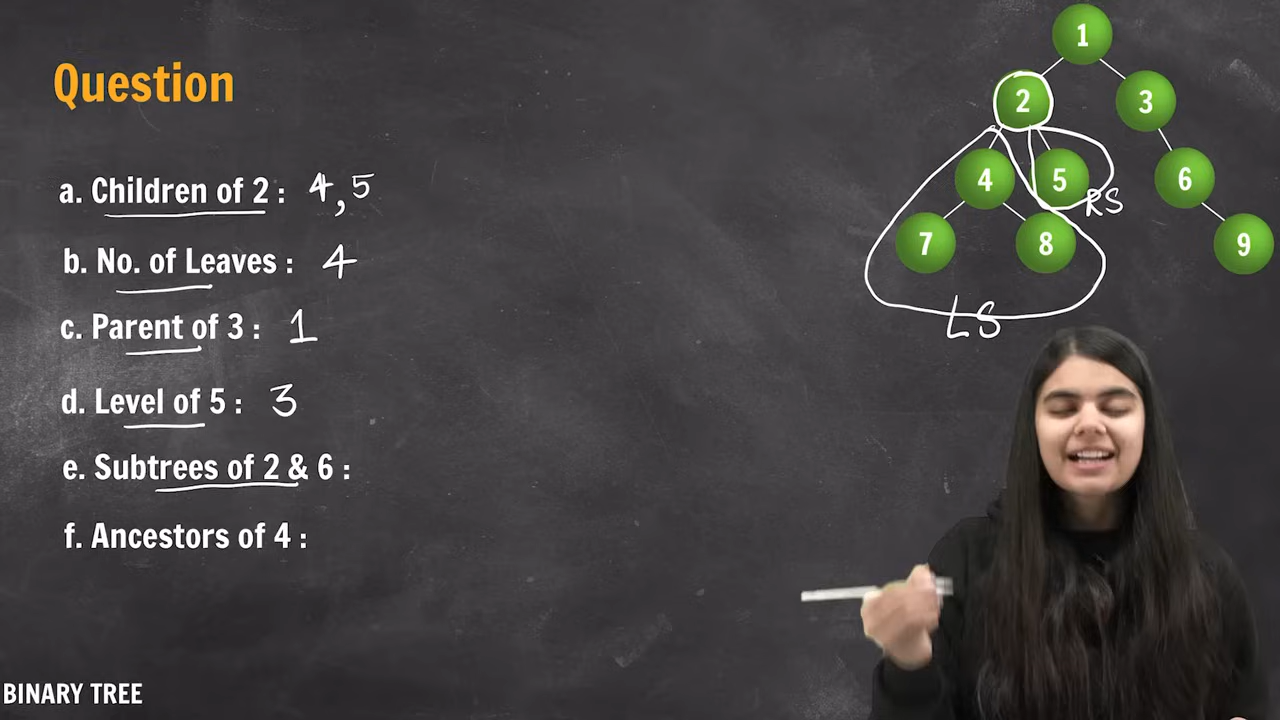 Question
a. Children of 2 : 4, 5
b. No. of Leaves : 4
c. Parent of 3 : 1
d. Level of 5 : 3
e. Subtrees of 2 & 6 :
f. Ancestors of 4 :
1
2 3
4 5 6
RS
7 8 9
LS
BINARY TREE